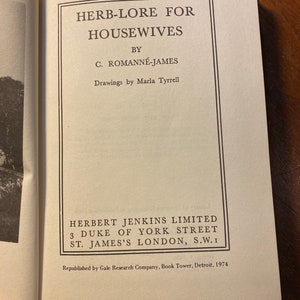 HERB-LORE FOR
HOUSEWIVES
BY
C. ROMANNÉ-JAMES
Drawings by Marla Tyrrell
HERBERT JENKINS LIMITED
3 DUKE OF YORK STREET
ST. JAMES'S LONDON, S.W.1
Republished by Gale Research Company, Book Tower, Detroit, 1974